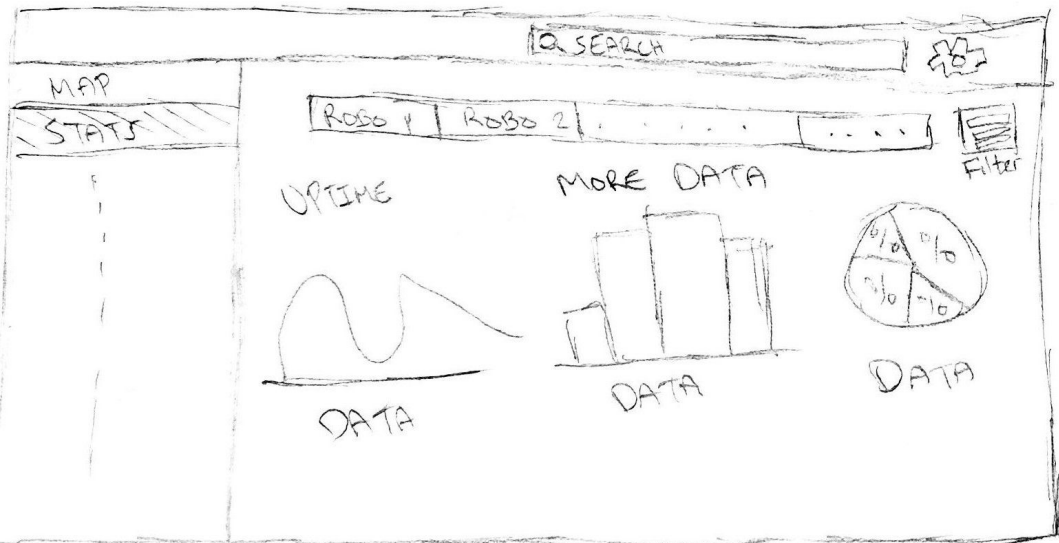 SEARCH
MAP
STATS
ROBO 1 ROBO 2 . . . . . . . . . .
Filter
UPTIME
MORE DATA
% %
% %
DATA
DATA
DATA